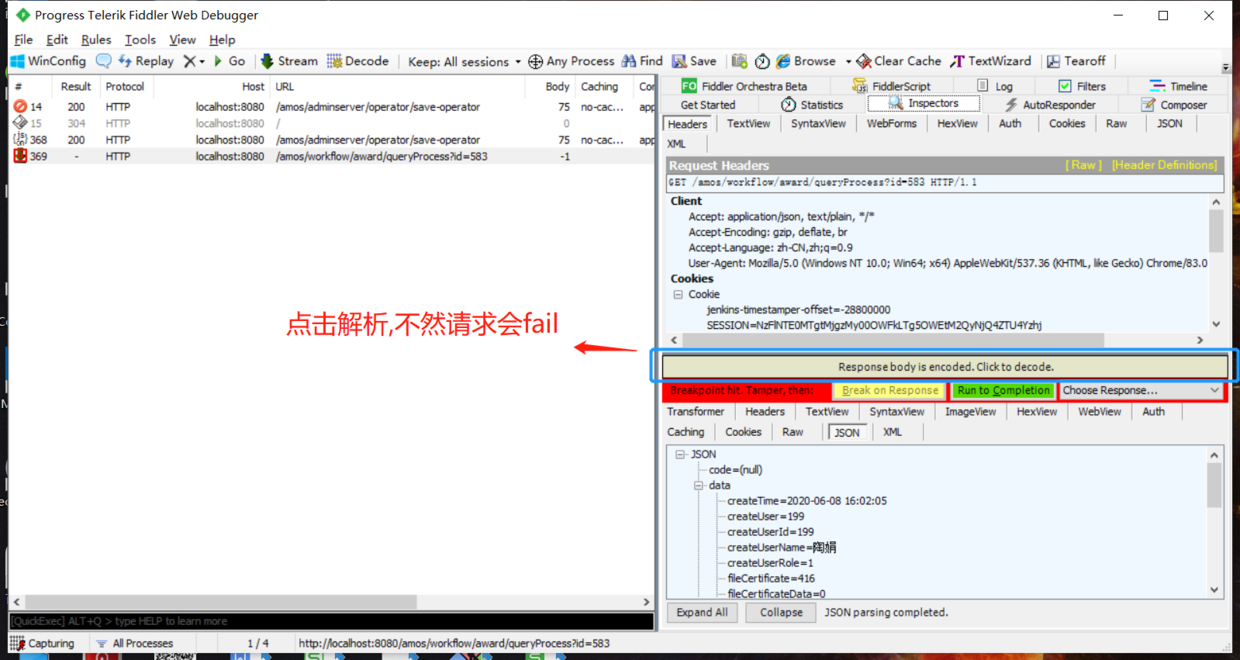 Progress Telerik Fiddler Web Debugger
File Edit Rules Tools View Help
WinConfig Replay Go Stream Decode Keep: All sessions Any Process Find Save Browse Clear Cache TextWizard Tearoff
# Result Protocol Host URL Body Caching Cor
14 200 HTTP localhost:8080 /amos/adminserver/operator/save-operator 75 no-cac... app
15 304 HTTP localhost:8080 / 0
368 200 HTTP localhost:8080 /amos/adminserver/operator/save-operator 75 no-cac... app
369 - HTTP localhost:8080 /amos/workflow/award/queryProcess?id=583 -1
点击解析,不然请求会fail
[QuickExec] ALT+Q > type HELP to learn more
Capturing All Processes 1 / 4 http://localhost:8080/amos/workflow/award/queryProcess?id=583
FO Fiddler Orchestra Beta FiddlerScript Log Filters Timeline
Get Started Statistics Inspectors AutoResponder Composer
Headers TextView SyntaxView WebForms HexView Auth Cookies Raw JSON
XML
Request Headers [ Raw ] [Header Definitions]
GET /amos/workflow/award/queryProcess?id=583 HTTP/1.1
Client
Accept: application/json, text/plain, */*
Accept-Encoding: gzip, deflate, br
Accept-Language: zh-CN,zh;q=0.9
User-Agent: Mozilla/5.0 (Windows NT 10.0; Win64; x64) AppleWebKit/537.36 (KHTML, like Gecko) Chrome/83.0
Cookies
Cookie
jenkins-timestamper-offset=-28800000
SESSION=NzFlNTE0MTgtMjgzMy00OWFkLTg5OWEtM2QyNjQ4ZTU4Yzhj
Response body is encoded. Click to decode.
Breakpoint hit. Tamper, then: Break on Response Run to Completion Choose Response...
Transformer Headers TextView SyntaxView ImageView HexView WebView Auth
Caching Cookies Raw JSON XML
JSON
code=(null)
data
createTime=2020-06-08 16:02:05
createUser=199
createUserId=199
createUserName=陶娟
createUserRole=1
fileCertificate=416
fileCertificateData=0
Expand All Collapse JSON parsing completed.